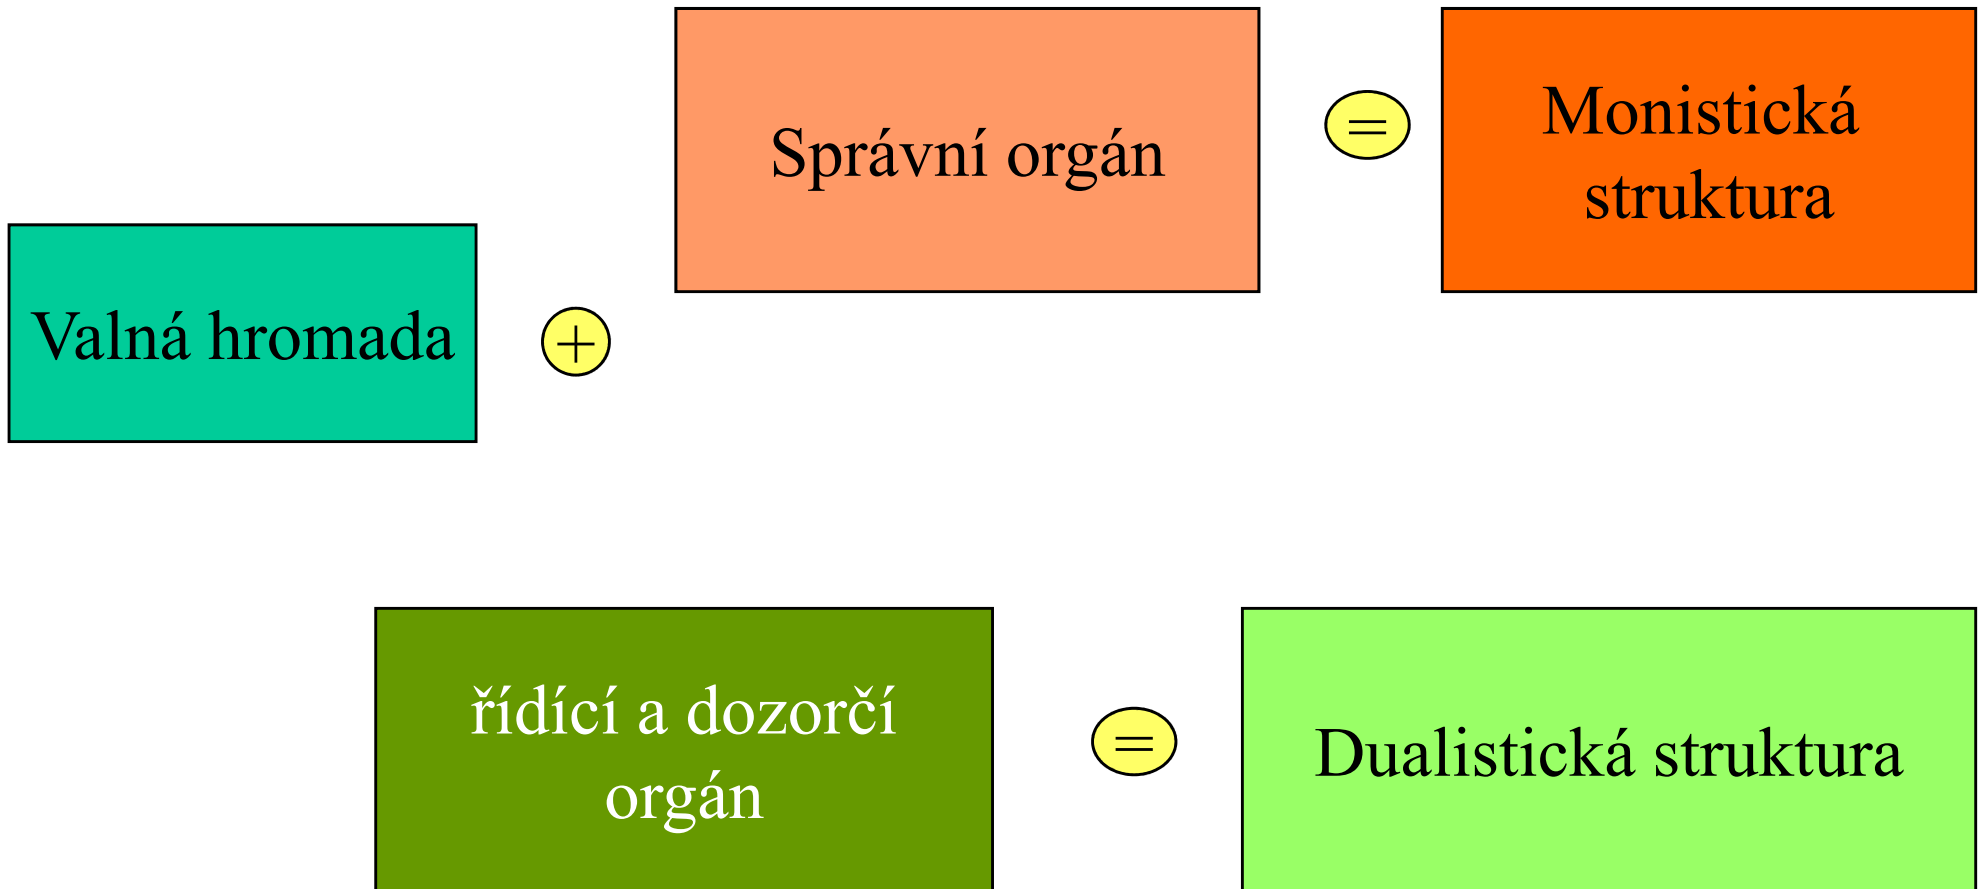 Valná hromada
+
Správní orgán
=
Monistická
struktura
řídící a dozorčí
orgán
=
Dualistická struktura